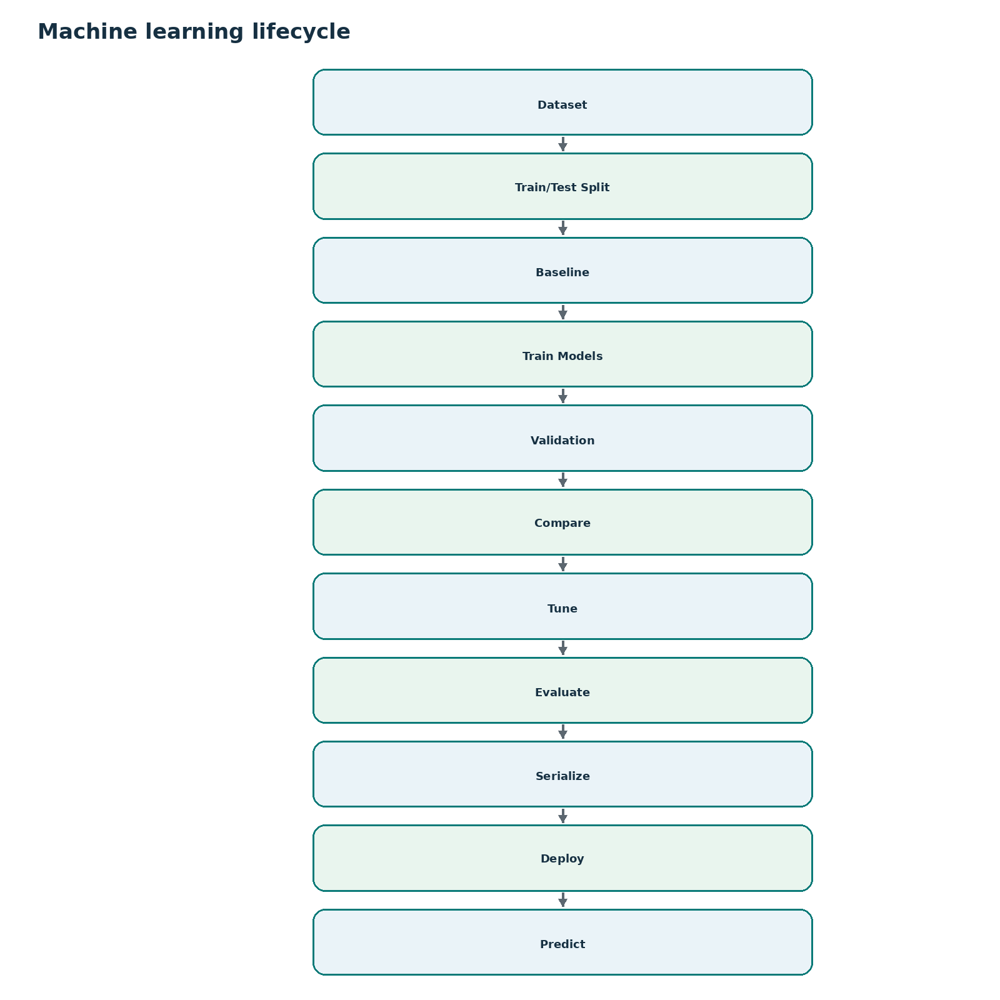 Machine learning lifecycle
Dataset
Train/Test Split
Baseline
Train Models
Validation
Compare
Tune
Evaluate
Serialize
Deploy
Predict